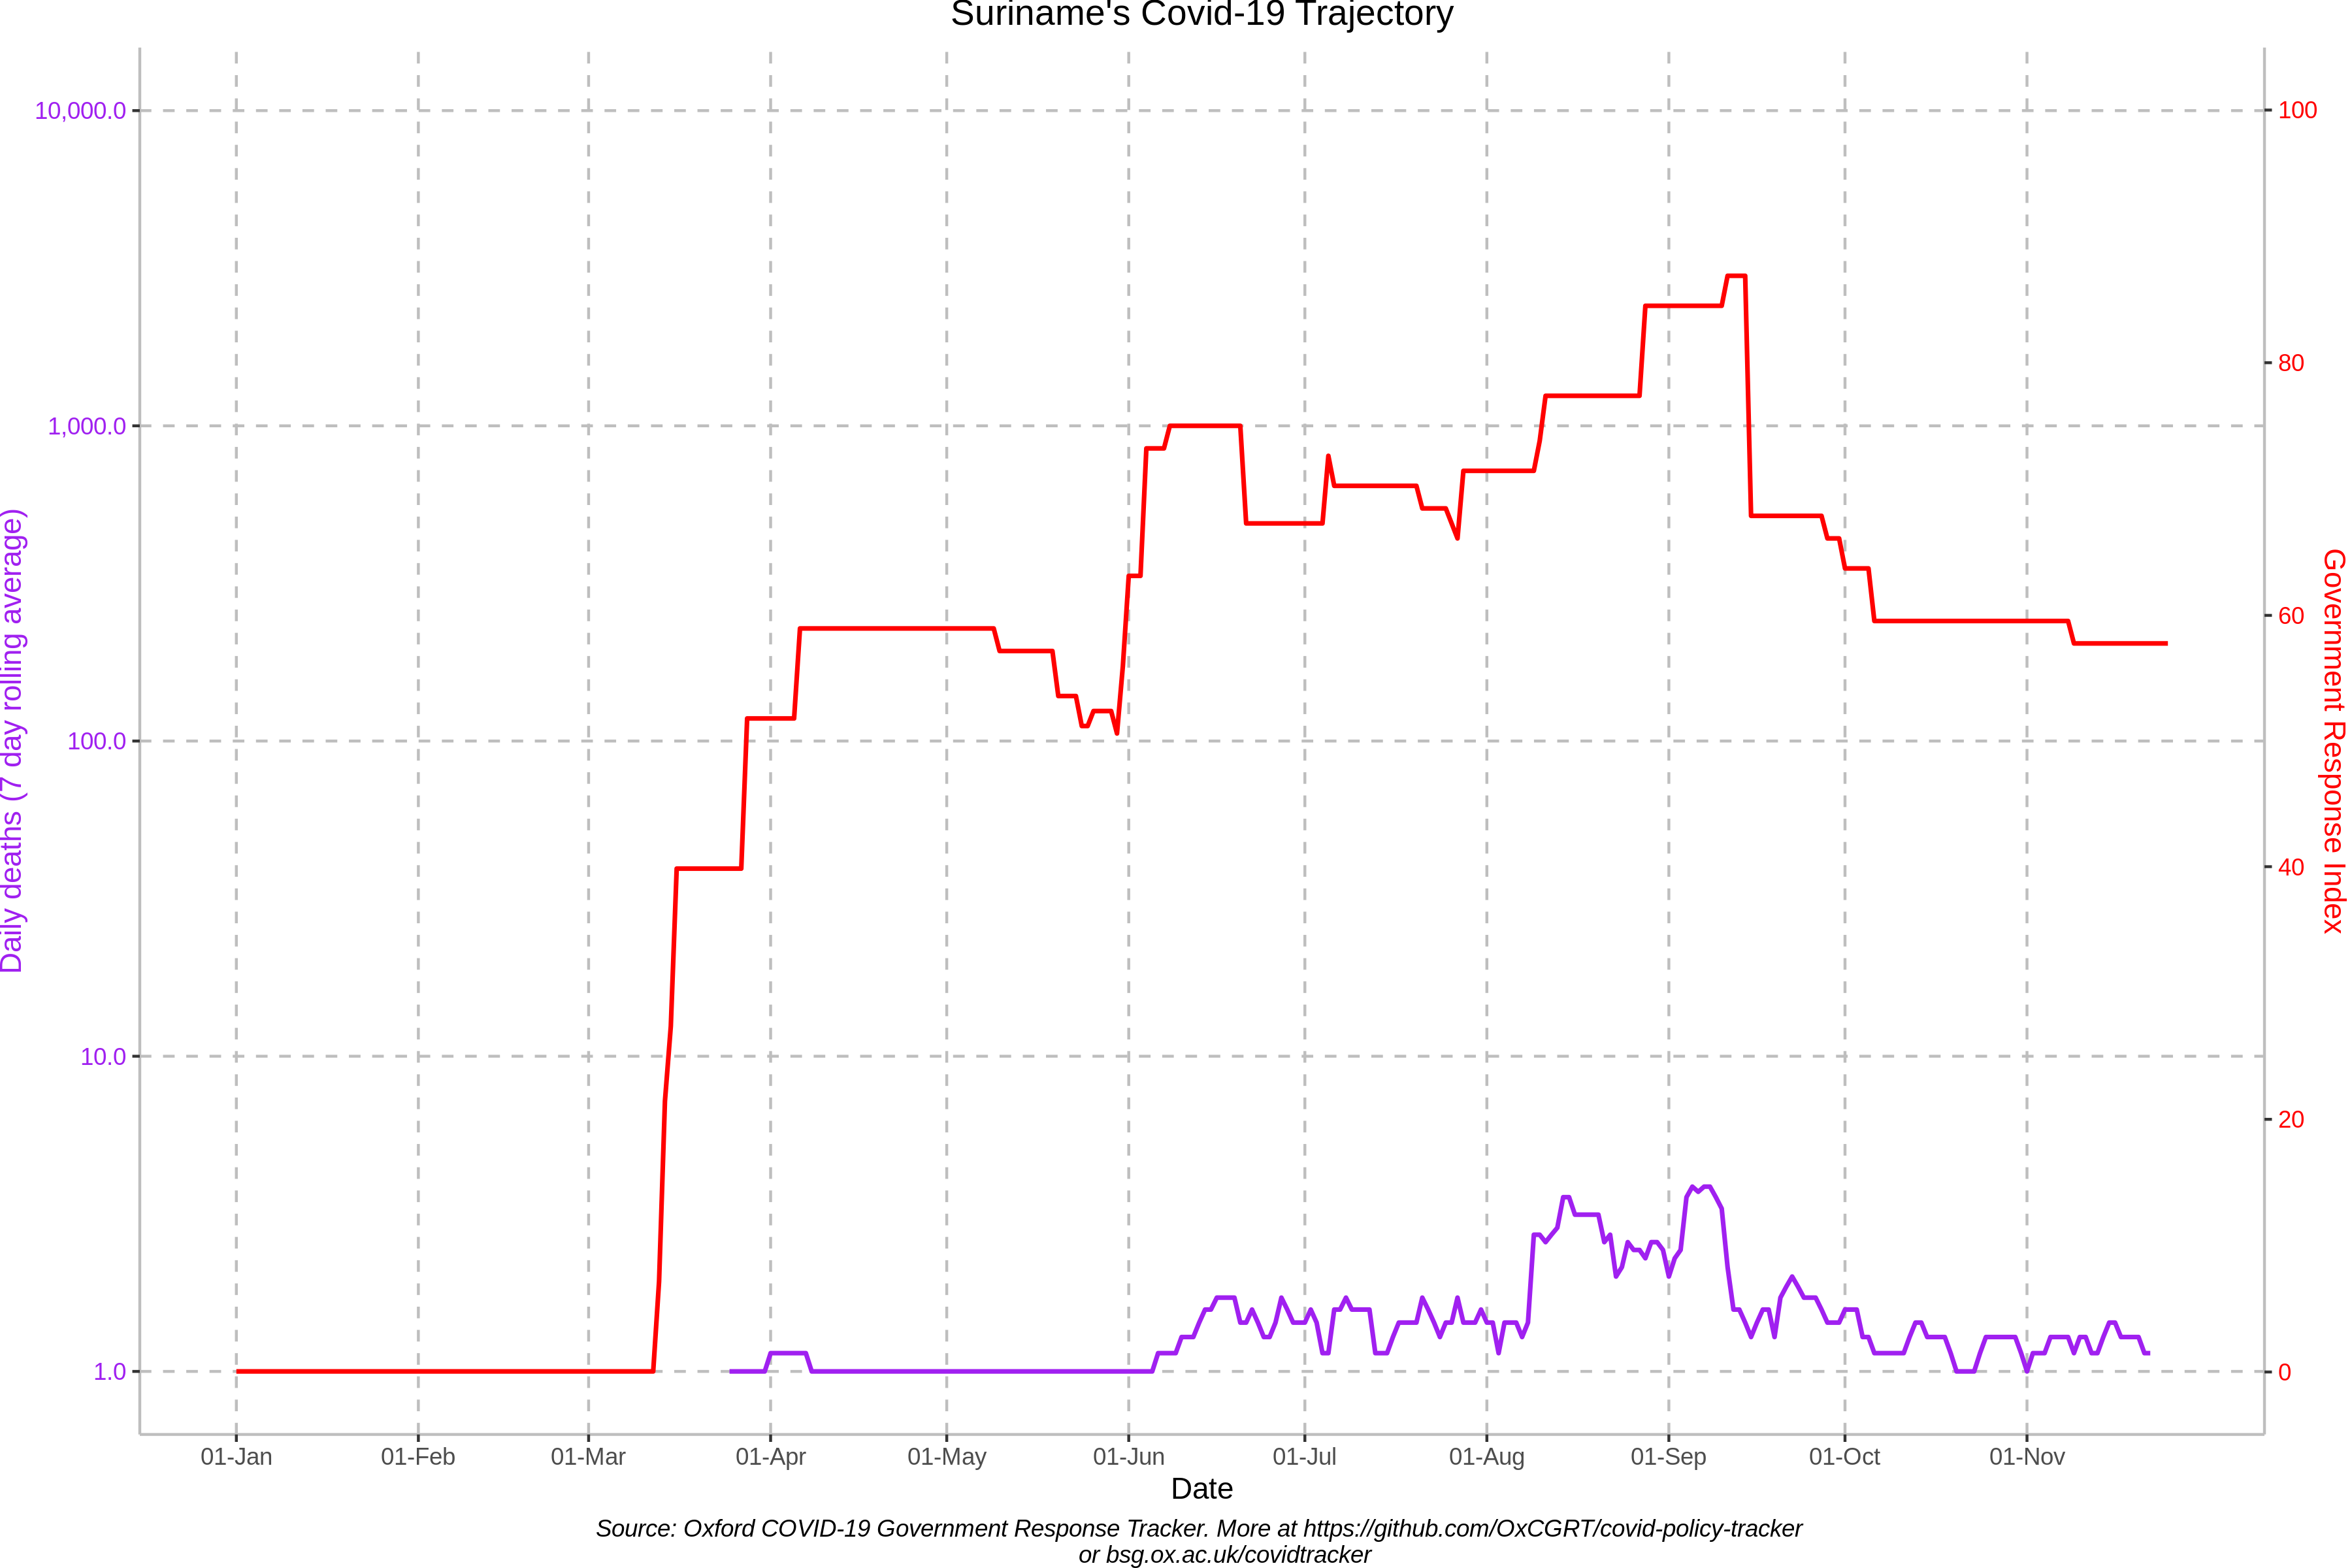 Suriname's Covid-19 Trajectory
10,000.0
1,000.0
100.0
10.0
1.0
Daily deaths (7 day rolling average)
100
80
60
40
20
0
Government Response Index
01-Jan 01-Feb 01-Mar 01-Apr 01-May 01-Jun 01-Jul 01-Aug 01-Sep 01-Oct 01-Nov
Date
Source: Oxford COVID-19 Government Response Tracker. More at https://github.com/OxCGRT/covid-policy-tracker
or bsg.ox.ac.uk/covidtracker